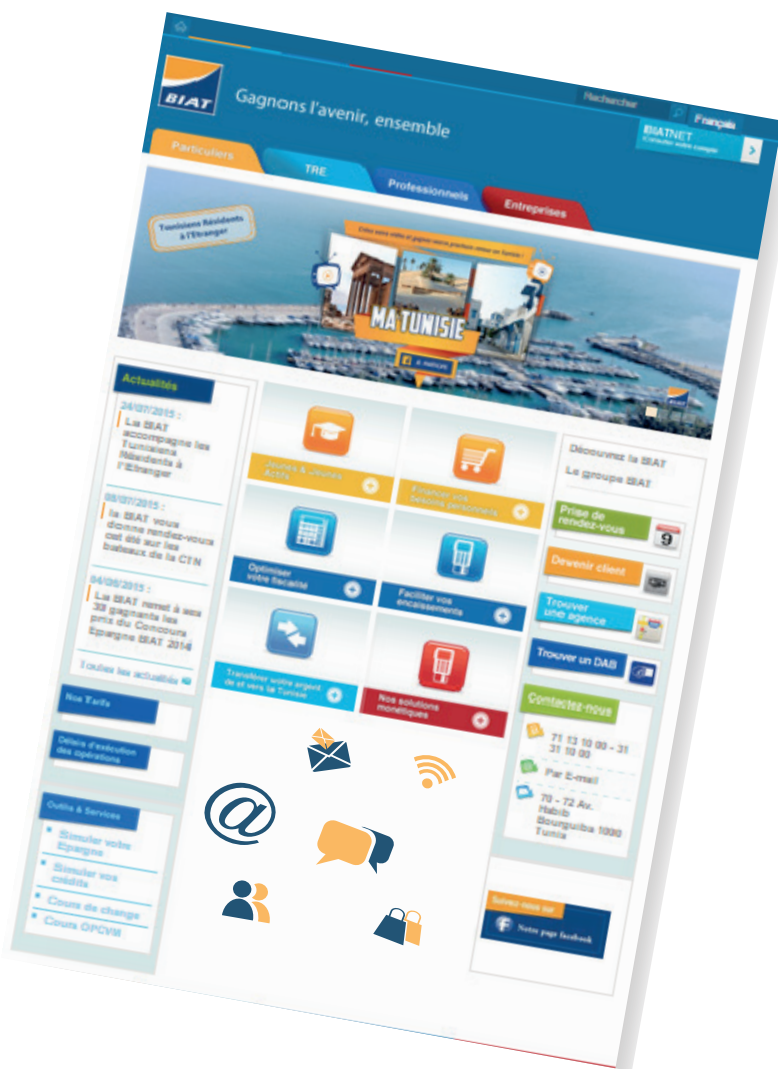 Rechercher
Français
BIAT
Gagnons l'avenir, ensemble
BIATNET
Consulter votre compte
Particuliers
TRE
Professionnels
Entreprises
Tunisiens Résidents
à l'Etranger
MA TUNISIE
Actualités
24/07/2015 :
La BIAT
accompagne les
Tunisiens
Résidents à
l'Etranger
la BIAT vous
donne rendez-vous
cet été sur les
bateaux de la CTN
La BIAT remet à ses
33 gagnants les
prix du Concours
Epargne BIAT 2014
Toutes les actualités
Nos Tarifs
Délais d'exécution
des opérations
Outils & Services
Simuler votre
Epargne
Simuler vos
crédits
Cours de change
Cours OPCVM
Jeunes & Jeunes
Actifs
Financer vos
besoins personnels
Optimiser
votre fiscalité
Faciliter vos
encaissements
Transférer votre argent
de et vers la Tunisie
Nos solutions
monétiques
Découvrez la BIAT
Le groupe BIAT
Prise de
rendez-vous
9
Devenir client
Trouver
une agence
Trouver un DAB
Contactez-nous
71 13 10 00 - 31
31 10 00
Par E-mail
70 - 72 Av.
Habib
Bourguiba 1000
Tunis
Suivez-nous sur
Notre page facebook
@